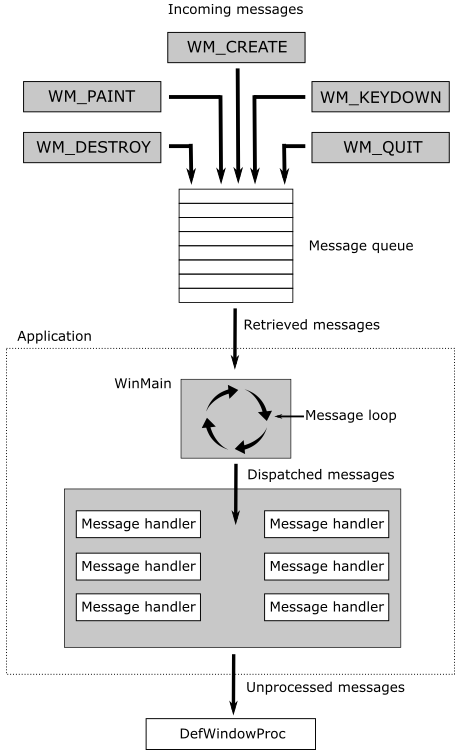 Incoming messages
WM_CREATE
WM_PAINT
WM_KEYDOWN
WM_DESTROY
WM_QUIT
Message queue
Retrieved messages
Application
WinMain
Message loop
Dispatched messages
Message handler
Message handler
Message handler
Message handler
Message handler
Message handler
Unprocessed messages
DefWindowProc